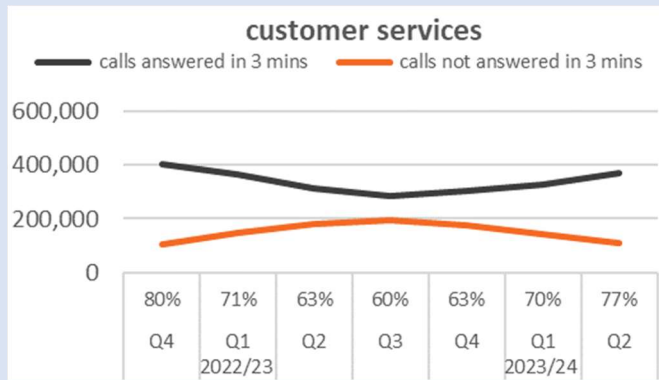 customer services
calls answered in 3 mins calls not answered in 3 mins
600,000
400,000
200,000
0
80% 71% 63% 60% 63% 70% 77%
Q4 Q1 Q2 Q3 Q4 Q1 Q2
2022/23 2023/24